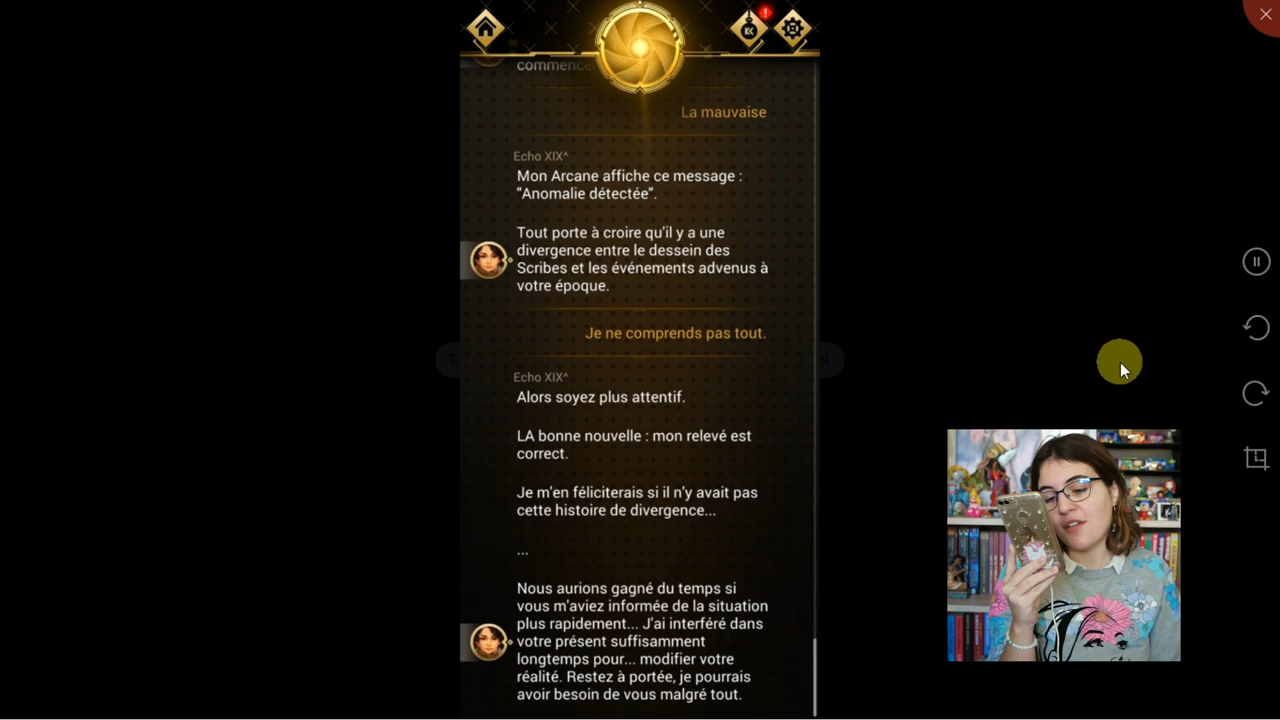 commence
La mauvaise
Echo XIX^
Mon Arcane affiche ce message :
"Anomalie détectée".
Tout porte à croire qu'il y a une
divergence entre le dessein des
Scribes et les événements advenus à
votre époque.
Je ne comprends pas tout.
Echo XIX^
Alors soyez plus attentif.
LA bonne nouvelle : mon relevé est
correct.
Je m'en féliciterais si il n'y avait pas
cette histoire de divergence...
...
Nous aurions gagné du temps si
vous m'aviez informée de la situation
plus rapidement... J'ai interféré dans
votre présent suffisamment
longtemps pour... modifier votre
réalité. Restez à portée, je pourrais
avoir besoin de vous malgré tout.